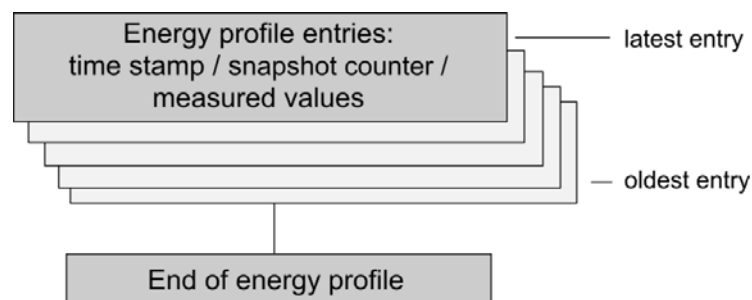 Energy profile entries:
time stamp / snapshot counter /
measured values
latest entry
oldest entry
End of energy profile